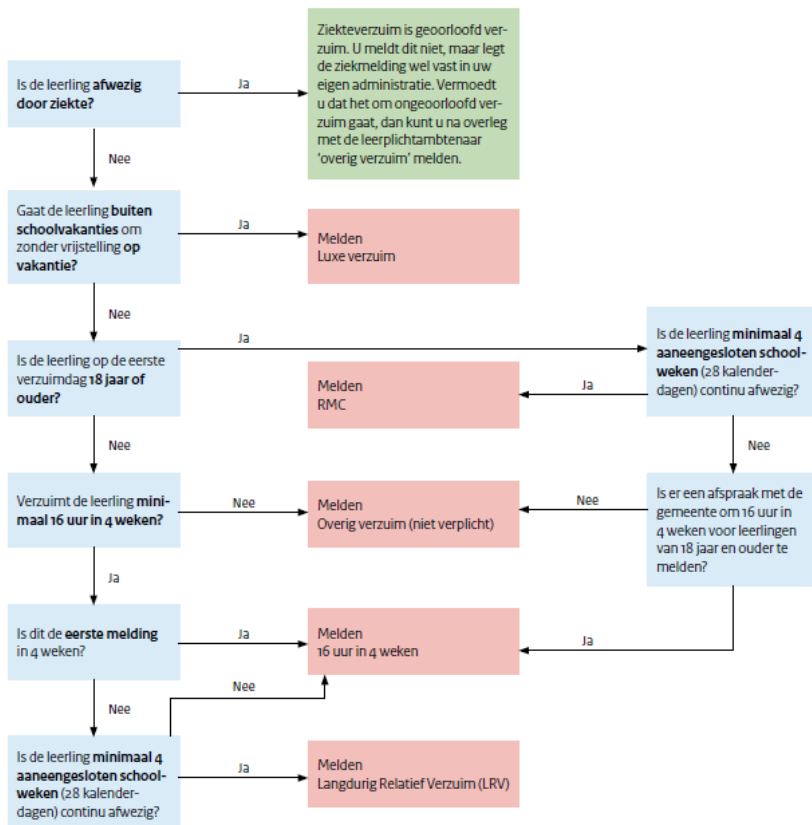 Is de leerling afwezig
door ziekte?
Ja
Ziekteverzuim is geoorloofd ver-
zuim. U meldt dit niet, maar legt
de ziekmelding wel vast in uw
eigen administratie. Vermoedt
u dat het om ongeoorloofd ver-
zuim gaat, dan kunt u na overleg
met de leerplichtambtenaar
'overig verzuim' melden.
Nee
Gaat de leerling buiten
schoolvakanties om
zonder vrijstelling op
vakantie?
Ja
Melden
Luxe verzuim
Nee
Ja
Is de leerling op de eerste
verzuimdag 18 jaar of
ouder?
Is de leerling minimaal 4
aaneengesloten school-
weken (28 kalender-
dagen) continu afwezig?
Ja
Melden
RMC
Nee
Nee
Verzuimt de leerling mini-
maal 16 uur in 4 weken?
Nee
Melden
Overig verzuim (niet verplicht)
Nee
Is er een afspraak met de
gemeente om 16 uur in
4 weken voor leerlingen
van 18 jaar en ouder te
melden?
Ja
Is dit de eerste melding
in 4 weken?
Ja
Melden
16 uur in 4 weken
Ja
Nee
Nee
Is de leerling minimaal 4
aaneengesloten school-
weken (28 kalender-
dagen) continu afwezig?
Ja
Melden
Langdurig Relatief Verzuim (LRV)